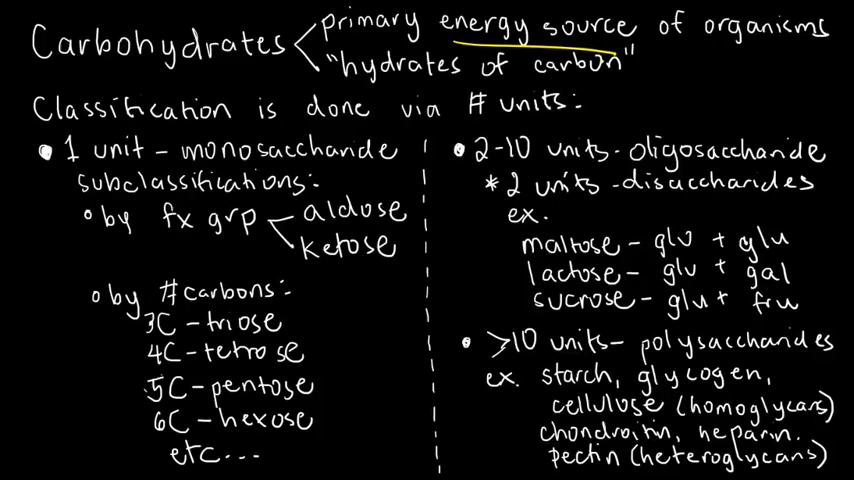 Carbohydrates < primary energy source of organisms
"hydrates of carbon"
Classification is done via # units:
• 1 unit - monosaccharide
subclassifications:
• by fx grp < aldose
ketose
• by #carbons:
3C - triose
4C - tetrose
5C - pentose
6C - hexose
etc...
• 2-10 units - oligosaccharide
* 2 units - disaccharides
ex.
maltose - glu + glu
lactose - glu + gal
sucrose - glu + fru
• >10 units - polysaccharides
ex. starch, glycogen,
cellulose (homoglycans)
chondroitin, heparin.
pectin (heteroglycans)